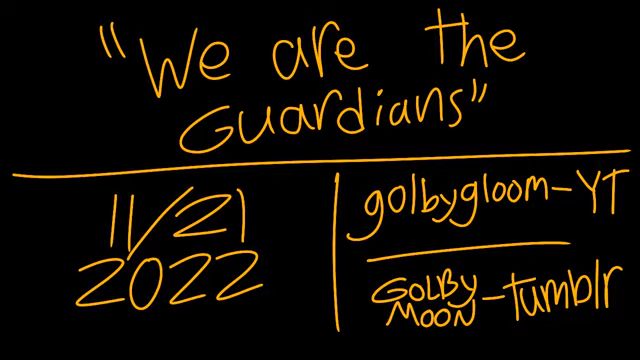 "We are the
Guardians"
11/21
2022
golbygloom-YT
GOLBY
MOON-tumblr